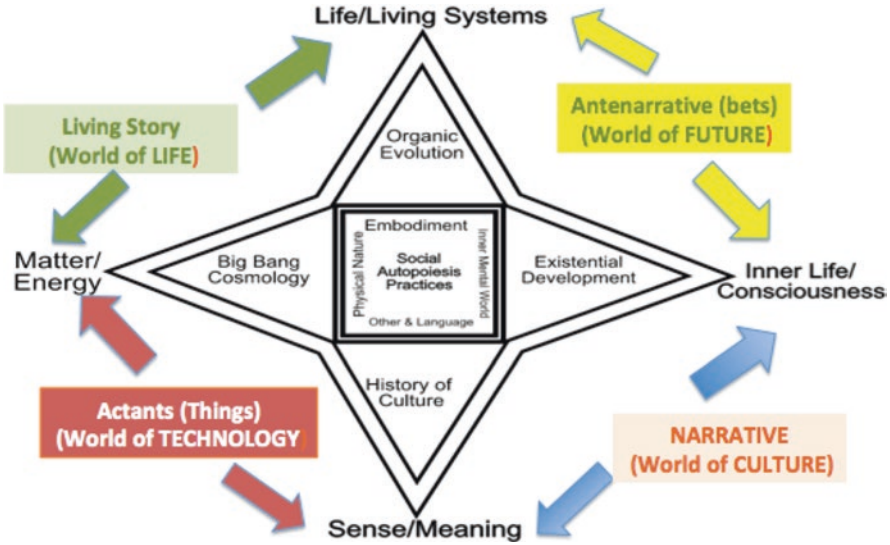 Life/Living Systems
Living Story
(World of LIFE)
Antenarrative (bets)
(World of FUTURE)
Organic
Evolution
Matter/
Energy
Big Bang
Cosmology
Embodiment
Physical Nature
Social
Autopoiesis
Practices
Inner Mental World
Other & Language
Existential
Development
Inner Life/
Consciousness
History of
Culture
Actants (Things)
(World of TECHNOLOGY)
NARRATIVE
(World of CULTURE)
Sense/Meaning